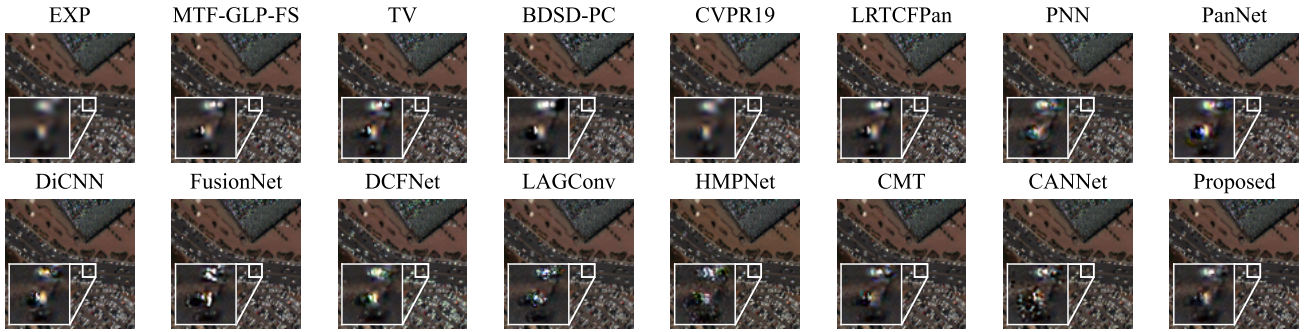 EXP MTF-GLP-FS TV BDSD-PC CVPR19 LRTCFPan PNN PanNet
DiCNN FusionNet DCFNet LAGConv HMPNet CMT CANNet Proposed